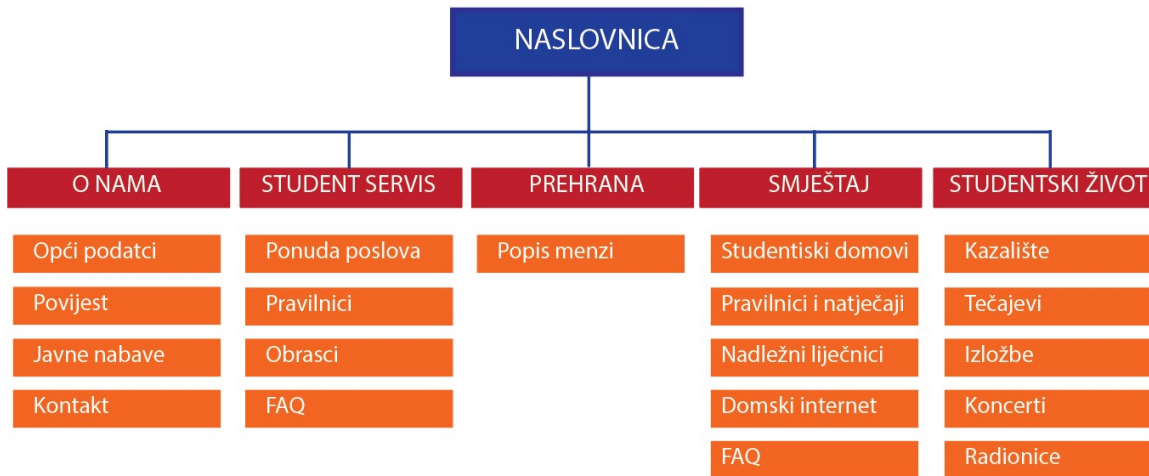 NASLOVNICA
O NAMA
Opći podatci
Povijest
Javne nabave
Kontakt
STUDENT SERVIS
Ponuda poslova
Pravilnici
Obrasci
FAQ
PREHRANA
Popis menzi
SMJEŠTAJ
Studentiski domovi
Pravilnici i natječaji
Nadležni liječnici
Domski internet
FAQ
STUDENTSKI ŽIVOT
Kazalište
Tečajevi
Izložbe
Koncerti
Radionice